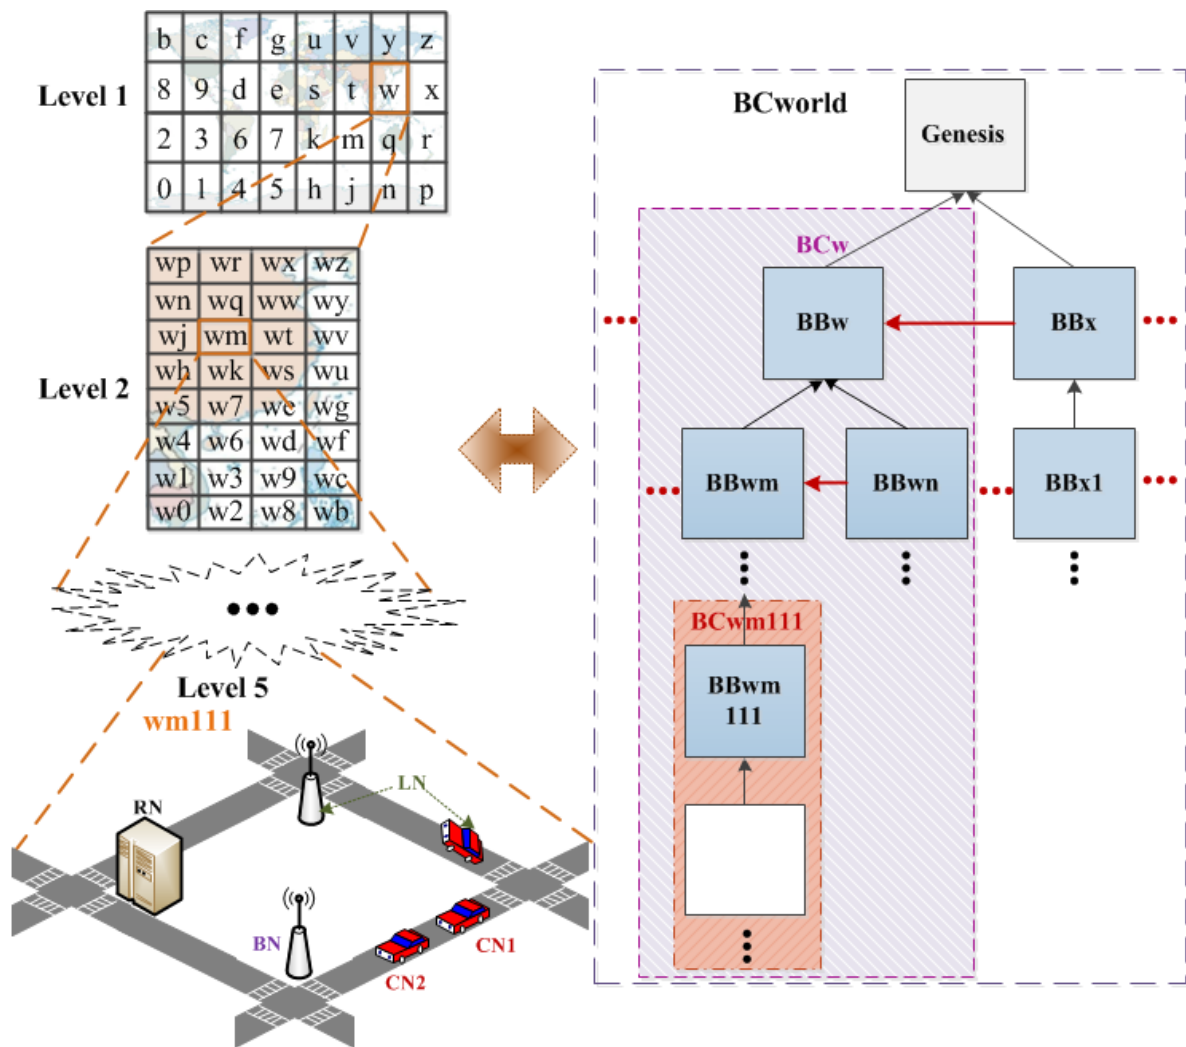 Level 1
b c f g u v y z
8 9 d e s t w x
2 3 6 7 k m q r
0 1 4 5 h j n p
Level 2
wp wr wx wz
wn wq ww wy
wj wm wt wv
wh wk ws wu
w5 w7 we wg
w4 w6 wd wf
w1 w3 w9 wc
w0 w2 w8 wb
Level 5
wm111
RN
LN
BN
CN1
CN2
BCworld
Genesis
BCw
BBw
BBx
BBwm
BBwn
BBx1
BCwm111
BBwm
111